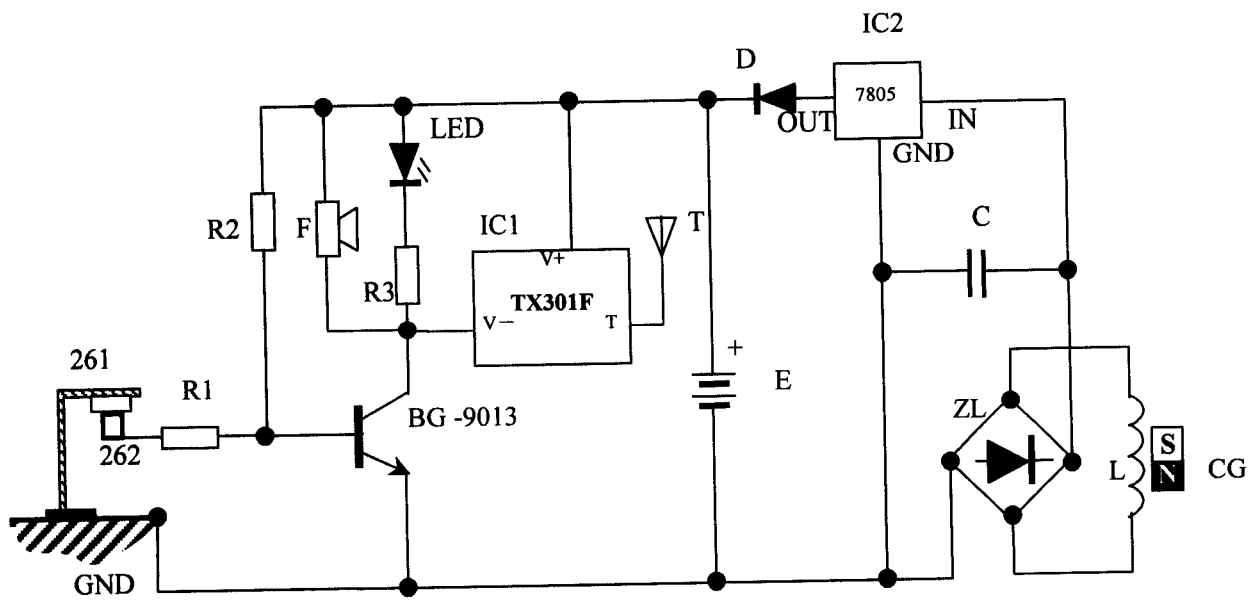 IC2
D
7805
OUT
IN
LED
GND
R2
F
IC1
T
C
V+
R3
TX301F
V—
T
+
261
E
R1
BG -9013
ZL
262
L
S
N
CG
GND